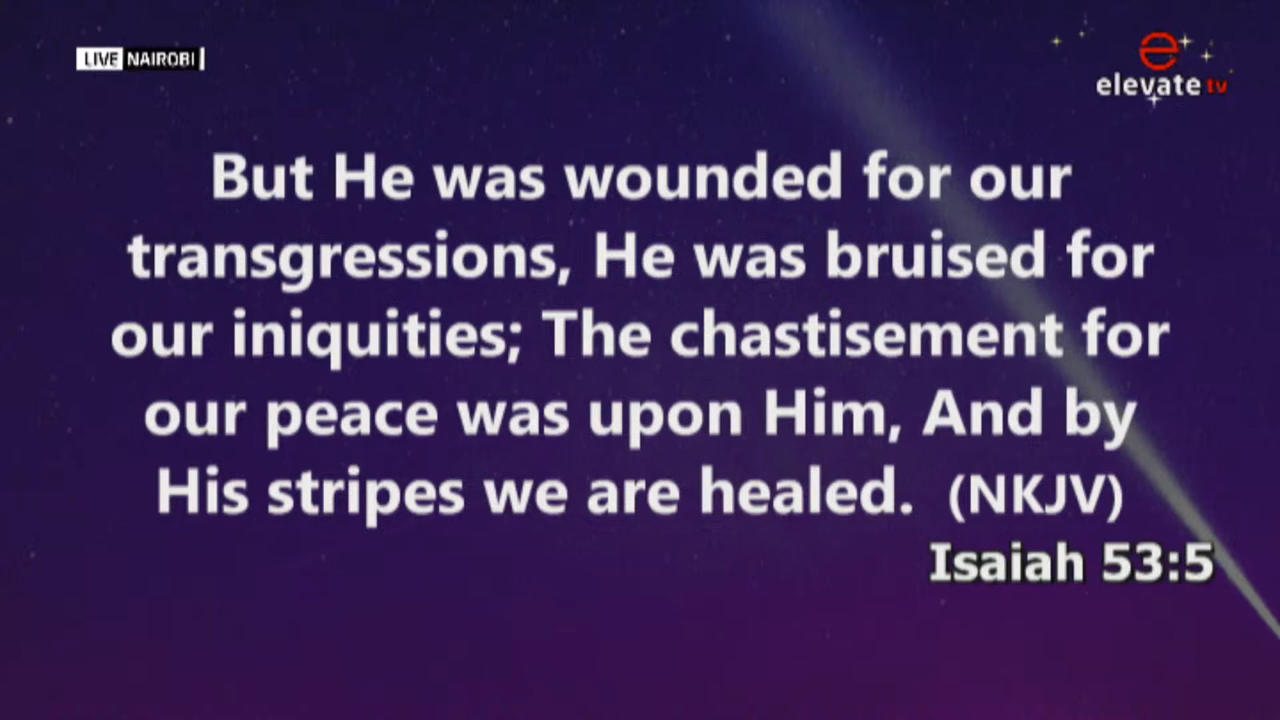 LIVE NAIROBI
e
elevate tv
But He was wounded for our
transgressions, He was bruised for
our iniquities; The chastisement for
our peace was upon Him, And by
His stripes we are healed. (NKJV)
Isaiah 53:5